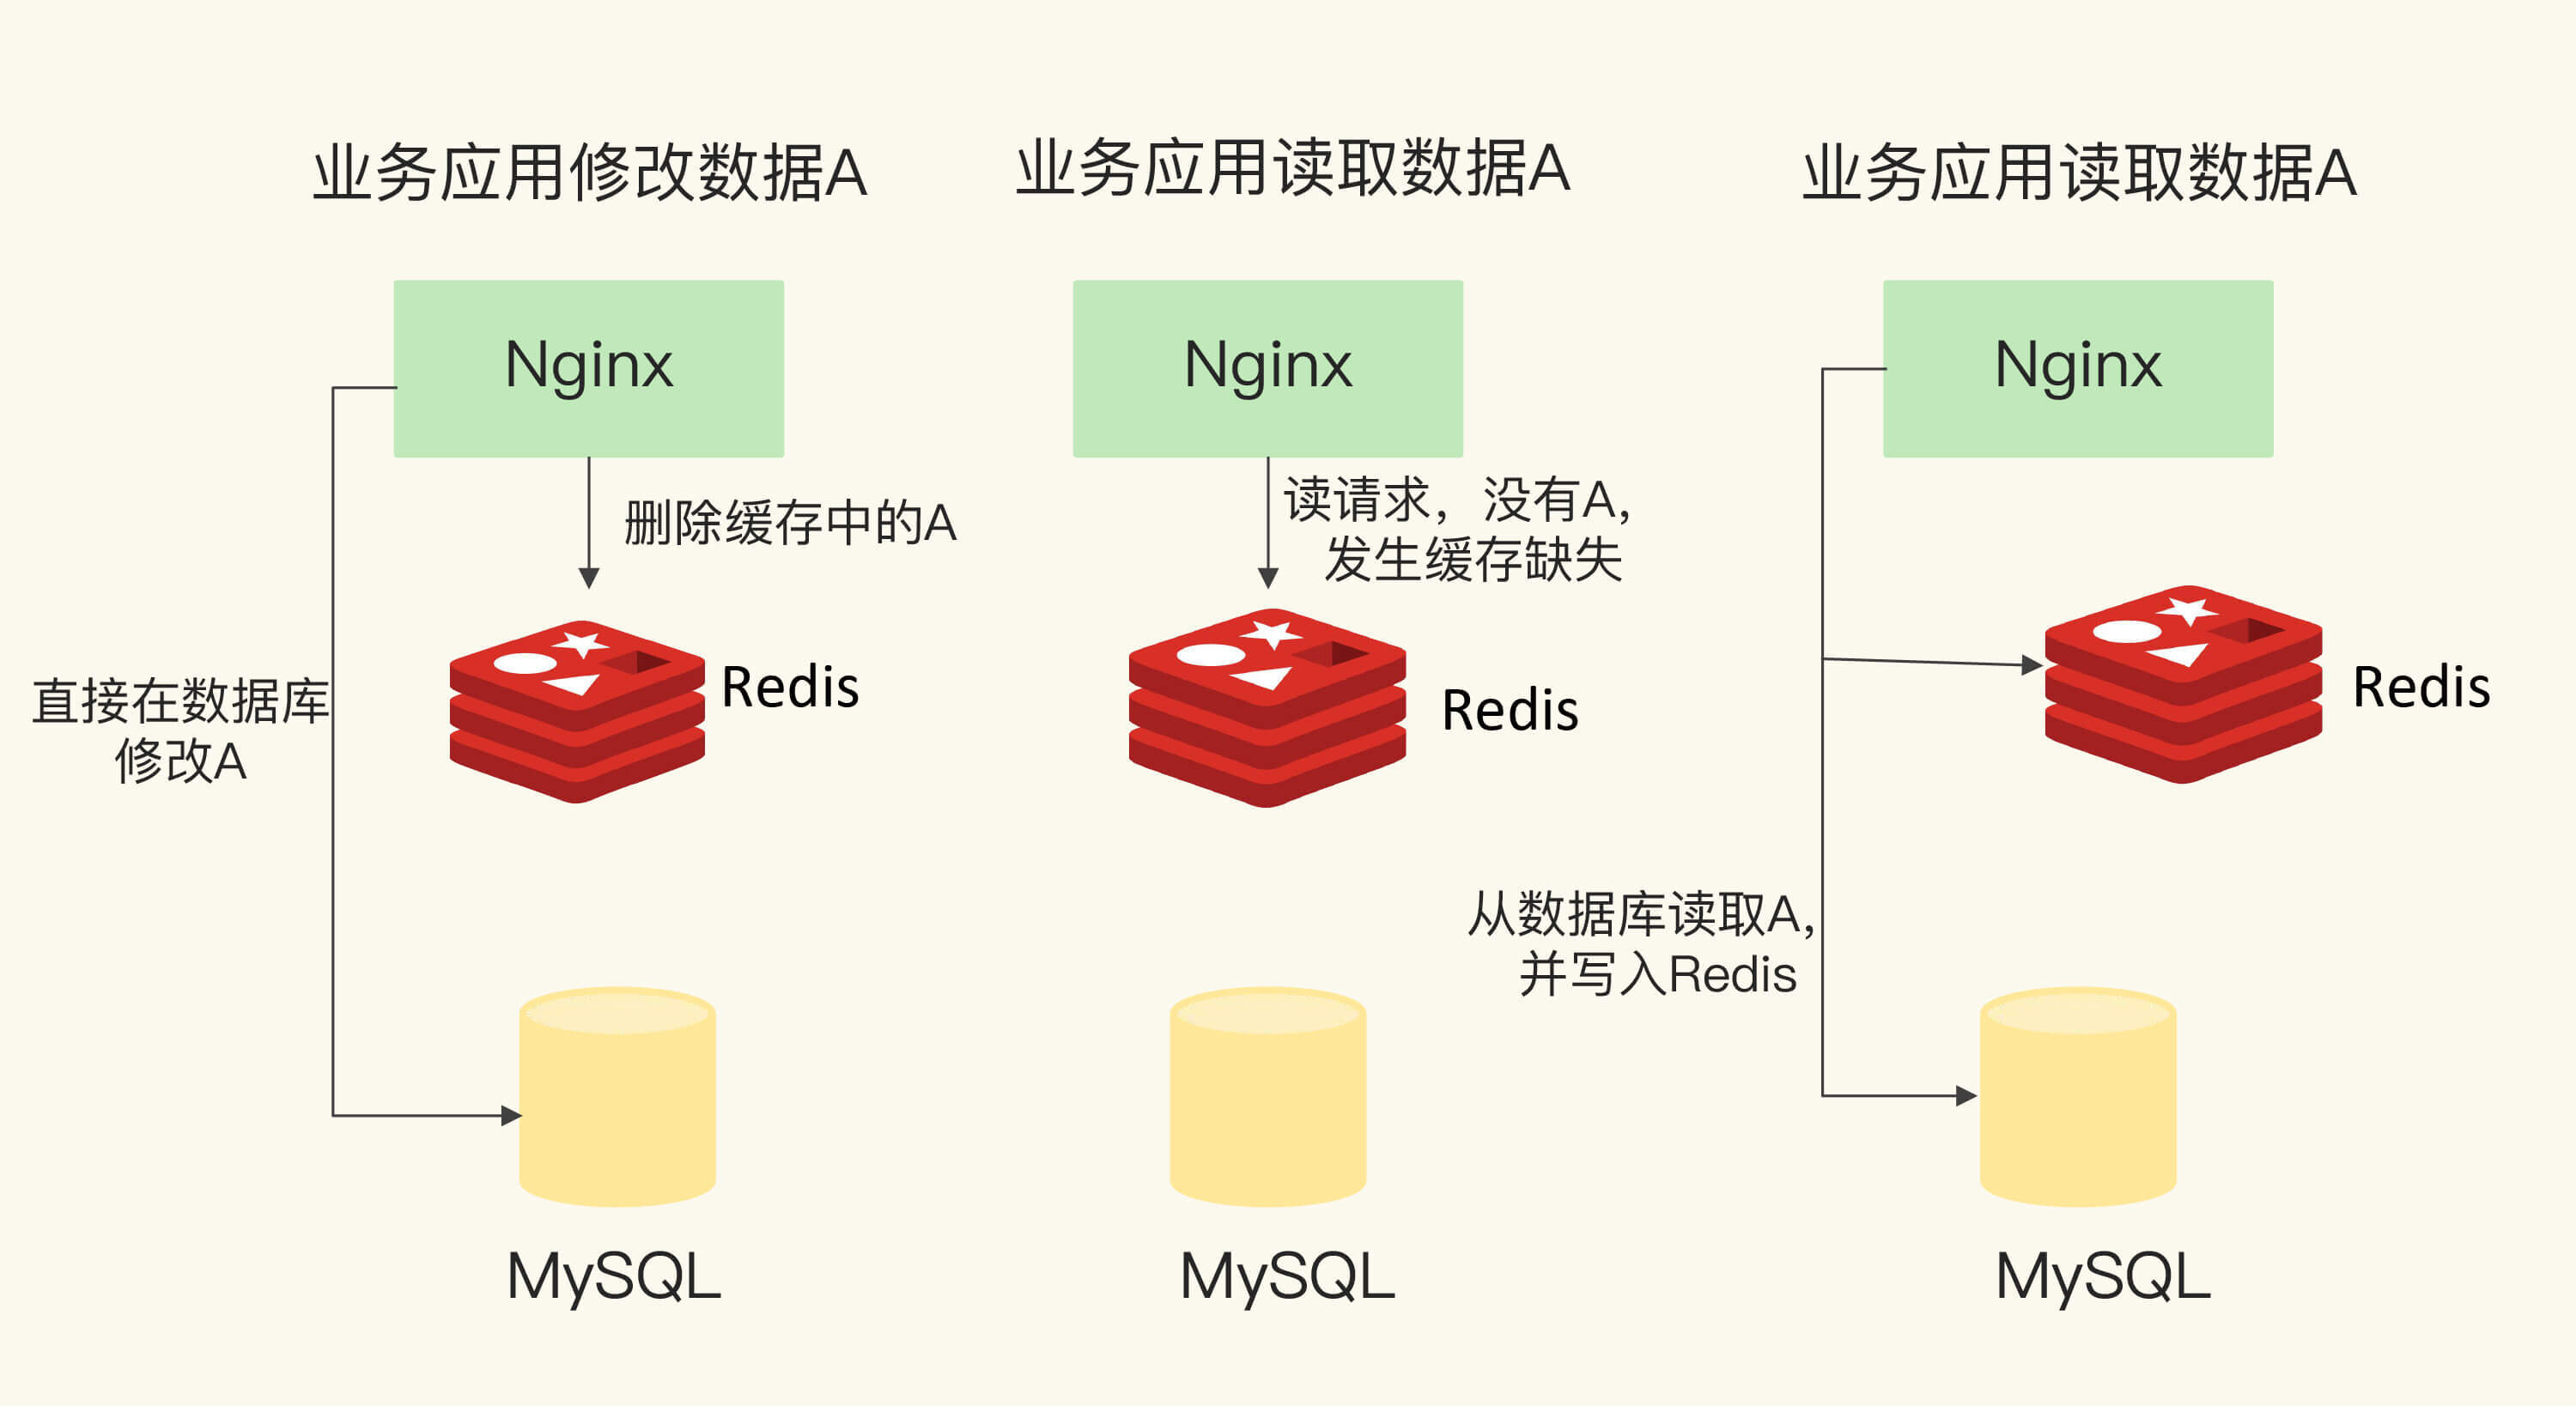 业务应用修改数据A
Nginx
删除缓存中的A
直接在数据库
修改A
Redis
MySQL
业务应用读取数据A
Nginx
读请求，没有A，
发生缓存缺失
Redis
MySQL
业务应用读取数据A
Nginx
Redis
从数据库读取A，
并写入Redis
MySQL